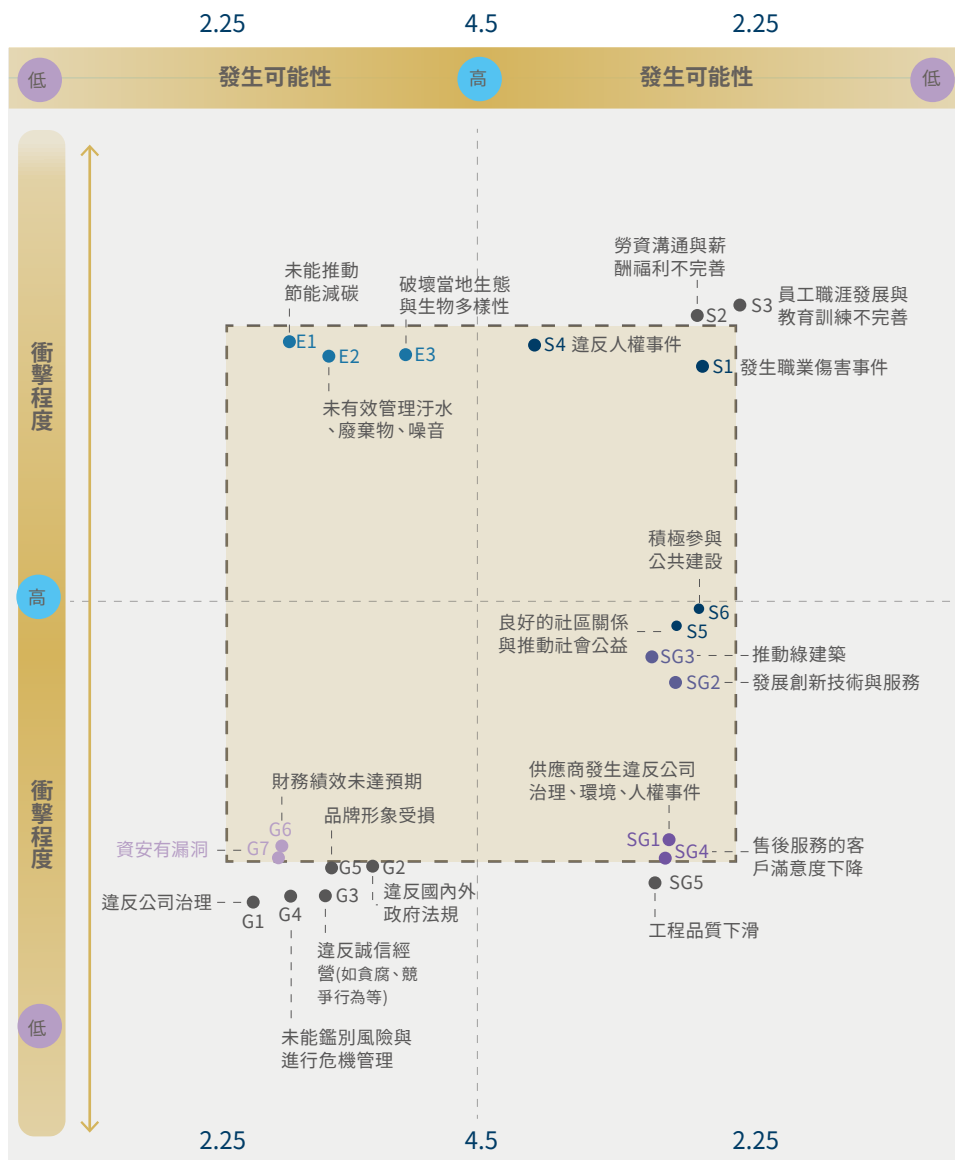 2.25 4.5 2.25
低 發生可能性 高 發生可能性 低
衝擊程度
高
衝擊程度
低
勞資溝通與薪
酬福利不完善
S2
S3 員工職涯發展與
教育訓練不完善
未能推動
節能減碳
E1
破壞當地生態
與生物多樣性
E3
E2
未有效管理汙水
、廢棄物、噪音
S4 違反人權事件
S1 發生職業傷害事件
積極參與
公共建設
S6
良好的社區關係
與推動社會公益
S5
SG3 推動綠建築
SG2 發展創新技術與服務
財務績效未達預期
G6
資安有漏洞 G7
品牌形象受損
G5
G2
違反國內外
政府法規
違反公司治理
G1
G4
G3
違反誠信經
營(如貪腐、競
爭行為等)
未能鑑別風險與
進行危機管理
供應商發生違反公司
治理、環境、人權事件
SG1
SG4 售後服務的客
戶滿意度下降
SG5
工程品質下滑
2.25 4.5 2.25